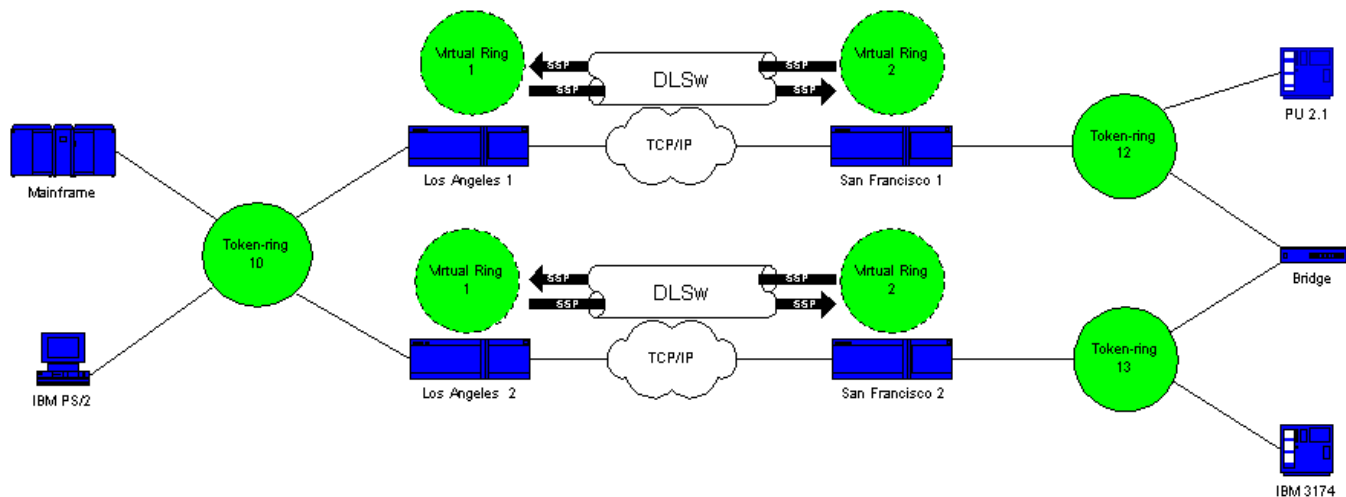 Virtual Ring
1
SSP
SSP
DLSw
SSP
SSP
Virtual Ring
2
PU 2.1
Mainframe
Los Angeles 1
TCP/IP
San Francisco 1
Token-ring
12
Token-ring
10
Virtual Ring
1
SSP
SSP
DLSw
SSP
SSP
Virtual Ring
2
Bridge
IBM PS/2
Los Angeles 2
TCP/IP
San Francisco 2
Token-ring
13
IBM 3174